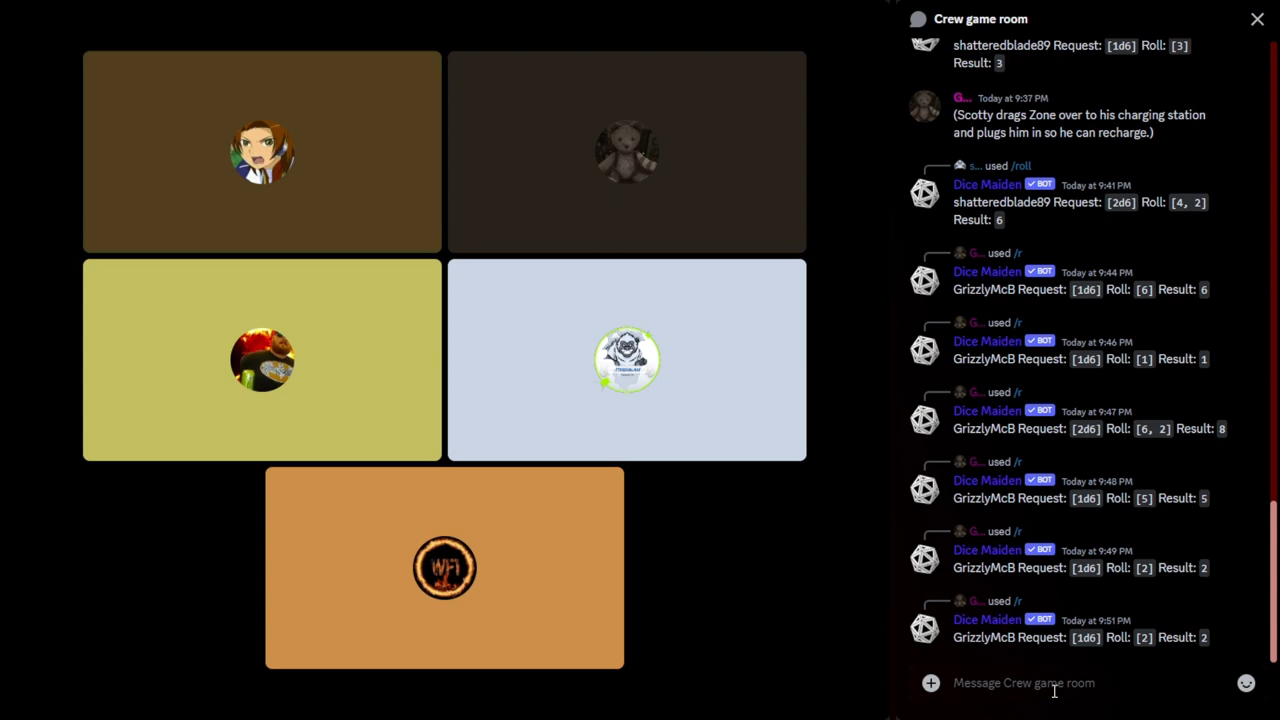 Crew game room
shatteredblade89 Request: [1d6] Roll: [3]
Result: 3
G... Today at 9:37 PM
(Scotty drags Zone over to his charging station
and plugs him in so he can recharge.)
s... used /roll
Dice Maiden ✓ BOT Today at 9:41 PM
shatteredblade89 Request: [2d6] Roll: [4, 2]
Result: 6
G... used /r
Dice Maiden ✓ BOT Today at 9:44 PM
GrizzlyMcB Request: [1d6] Roll: [6] Result: 6
G... used /r
Dice Maiden ✓ BOT Today at 9:46 PM
GrizzlyMcB Request: [1d6] Roll: [1] Result: 1
G... used /r
Dice Maiden ✓ BOT Today at 9:47 PM
GrizzlyMcB Request: [2d6] Roll: [6, 2] Result: 8
G... used /r
Dice Maiden ✓ BOT Today at 9:48 PM
GrizzlyMcB Request: [1d6] Roll: [5] Result: 5
G... used /r
Dice Maiden ✓ BOT Today at 9:49 PM
GrizzlyMcB Request: [1d6] Roll: [2] Result: 2
G... used /r
Dice Maiden ✓ BOT Today at 9:51 PM
GrizzlyMcB Request: [1d6] Roll: [2] Result: 2
Message Crew game room
WFI